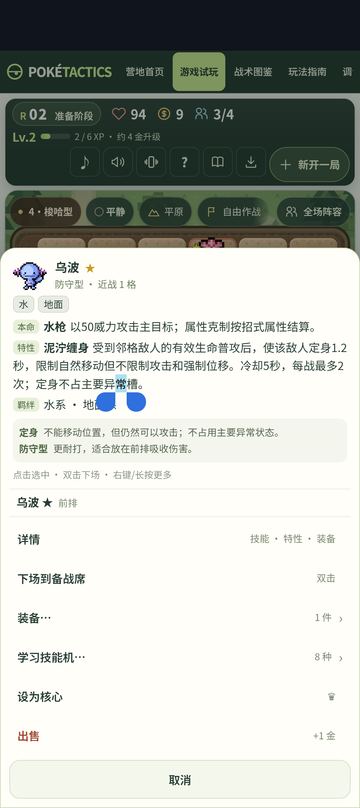 POKÉTACTICS 营地首页 游戏试玩 战术图鉴 玩法指南 调
R 02 准备阶段 94 9 3/4
Lv.2 2 / 6 XP · 约 4 金升级
? + 新开一局
4 · 梭哈型 平静 平原 自由作战 全场阵容
乌波 ★
防守型 · 近战 1 格
水 地面
本命 水枪 以50威力攻击主目标；属性克制按招式属性结算。
特性 泥泞缠身 受到邻格敌人的有效生命普攻后，使该敌人定身1.2
秒，限制自然移动但不限制攻击和强制位移。冷却5秒，每战最多2
次；定身不占主要异常槽。
羁绊 水系 · 地
定身 不能移动位置，但仍然可以攻击；不占用主要异常状态。
防守型 更耐打，适合放在前排吸收伤害。
点击选中 · 双击下场 · 右键/长按更多
乌波 ★ 前排
详情 技能 · 特性 · 装备
下场到备战席 双击
装备… 1 件 ›
学习技能机… 8 种 ›
设为核心 ♛
出售 +1 金
取消